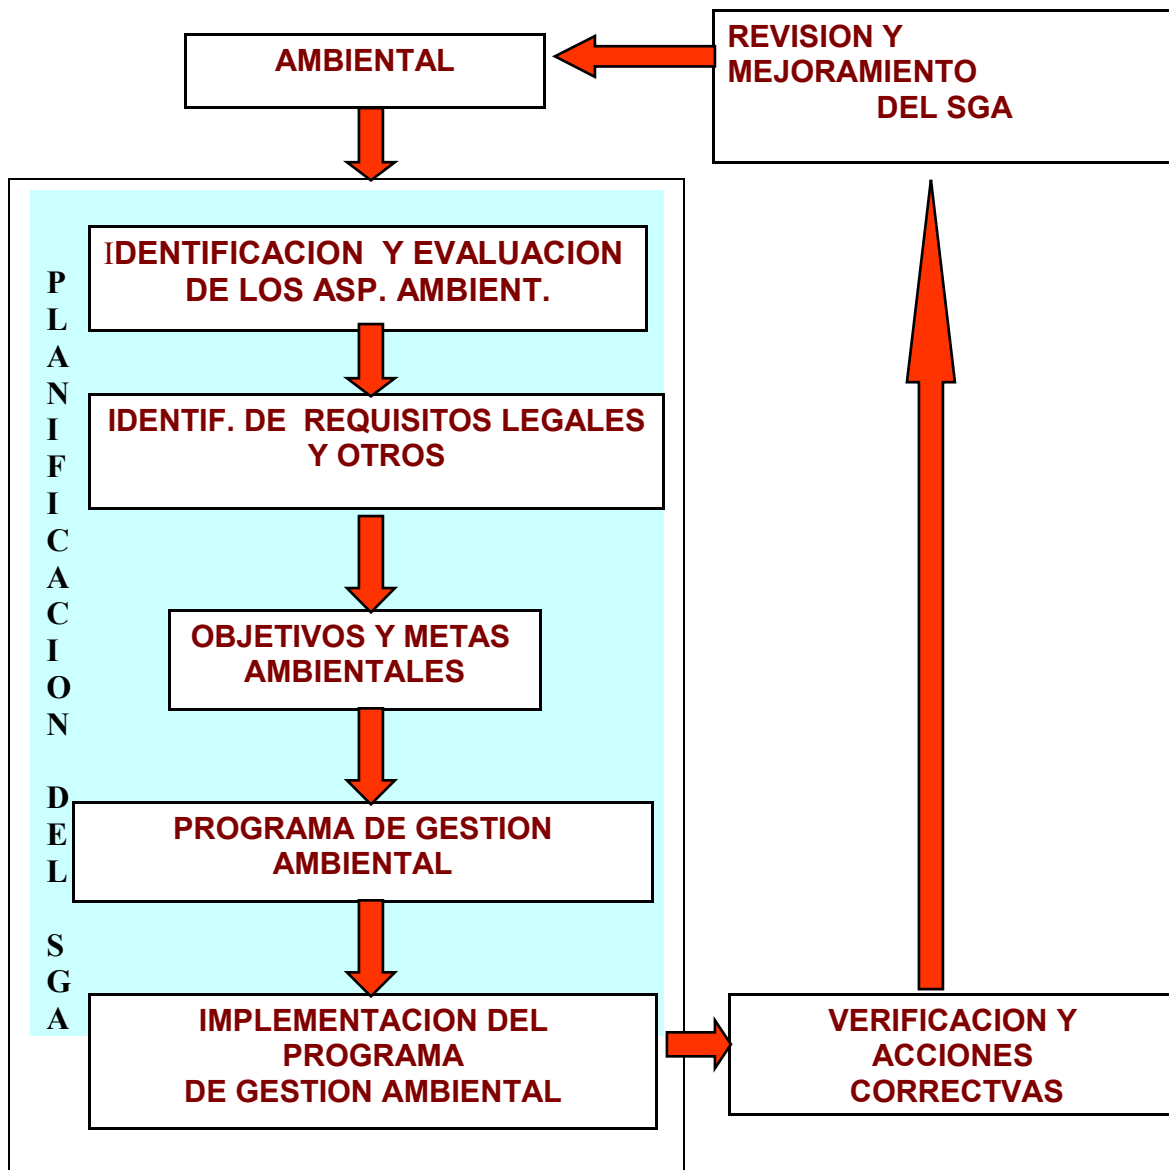 AMBIENTAL
REVISION Y
MEJORAMIENTO
DEL SGA
PLANIFICACION DEL SGA
IDENTIFICACION Y EVALUACION
DE LOS ASP. AMBIENT.
IDENTIF. DE REQUISITOS LEGALES
Y OTROS
OBJETIVOS Y METAS
AMBIENTALES
PROGRAMA DE GESTION
AMBIENTAL
IMPLEMENTACION DEL
PROGRAMA
DE GESTION AMBIENTAL
VERIFICACION Y
ACCIONES
CORRECTVAS